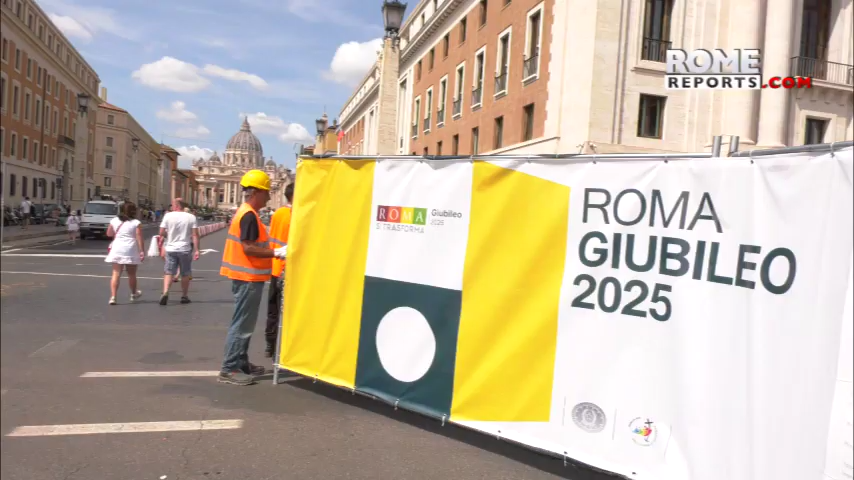 ROME
REPORTS.COM
ROMA
SI TRASFORMA
Giubileo
2025
ROMA
GIUBILEO
2025